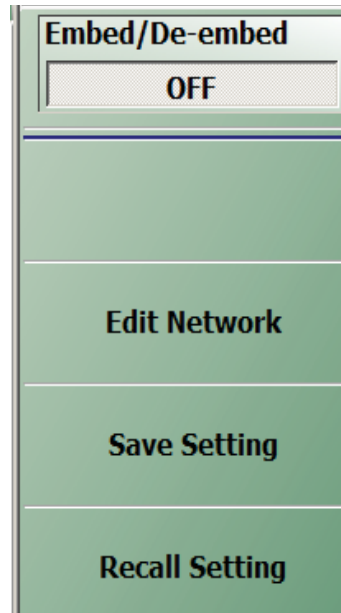 Embed/De-embed
OFF
Edit Network
Save Setting
Recall Setting